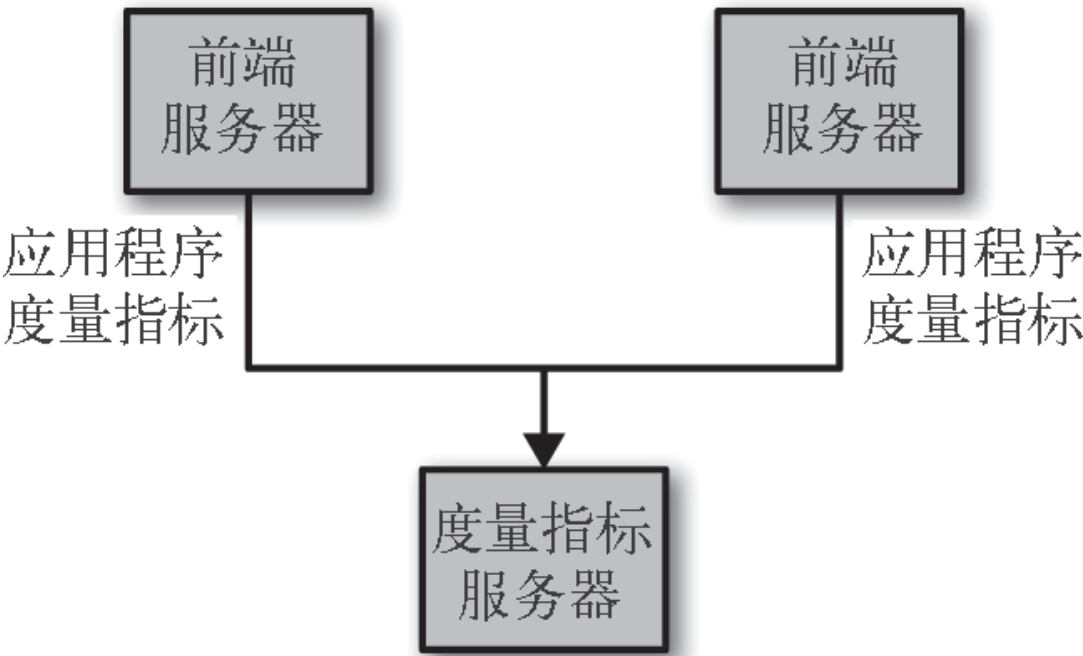 前端
服务器
前端
服务器
应用程序
度量指标
应用程序
度量指标
度量指标
服务器